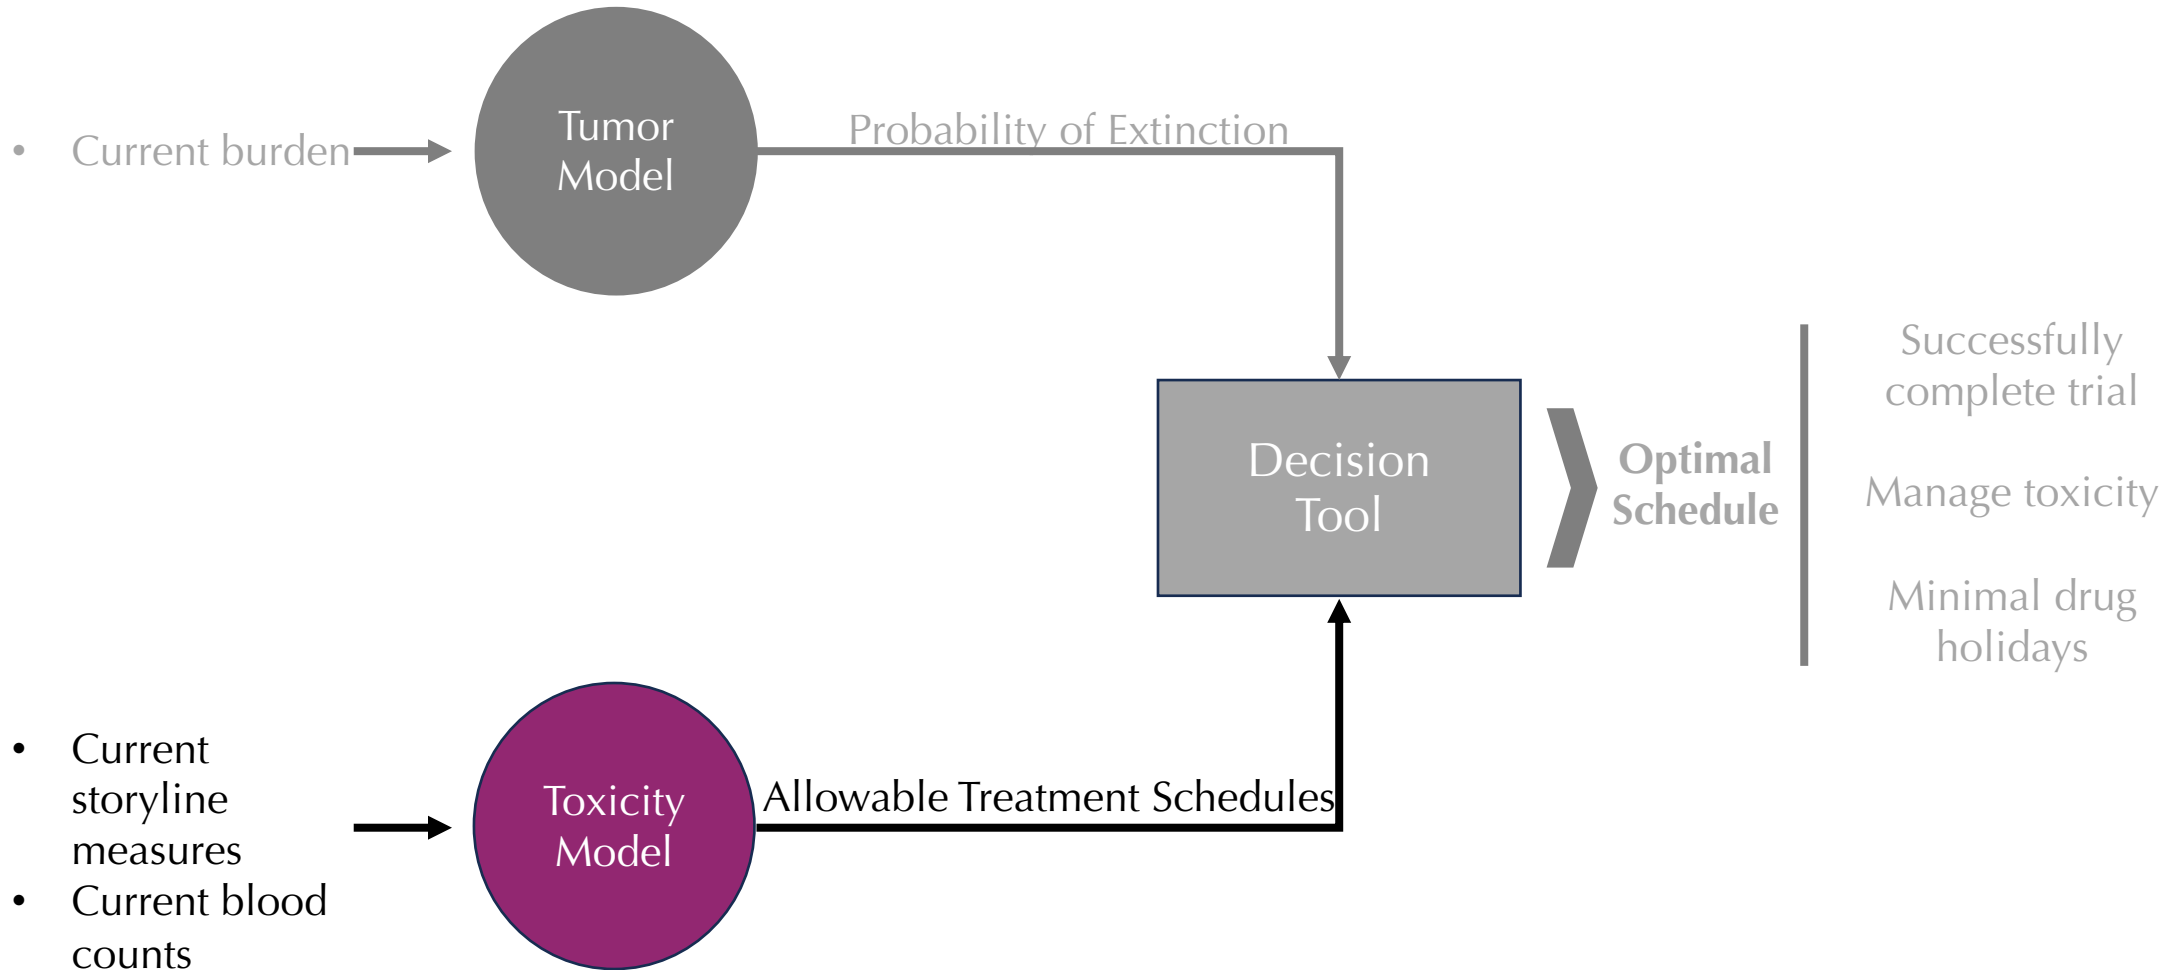 • Current burden
Tumor
Model
Probability of Extinction
Decision
Tool
Optimal
Schedule
Successfully
complete trial
Manage toxicity
Minimal drug
holidays
• Current
storyline
measures
• Current blood
counts
Toxicity
Model
Allowable Treatment Schedules